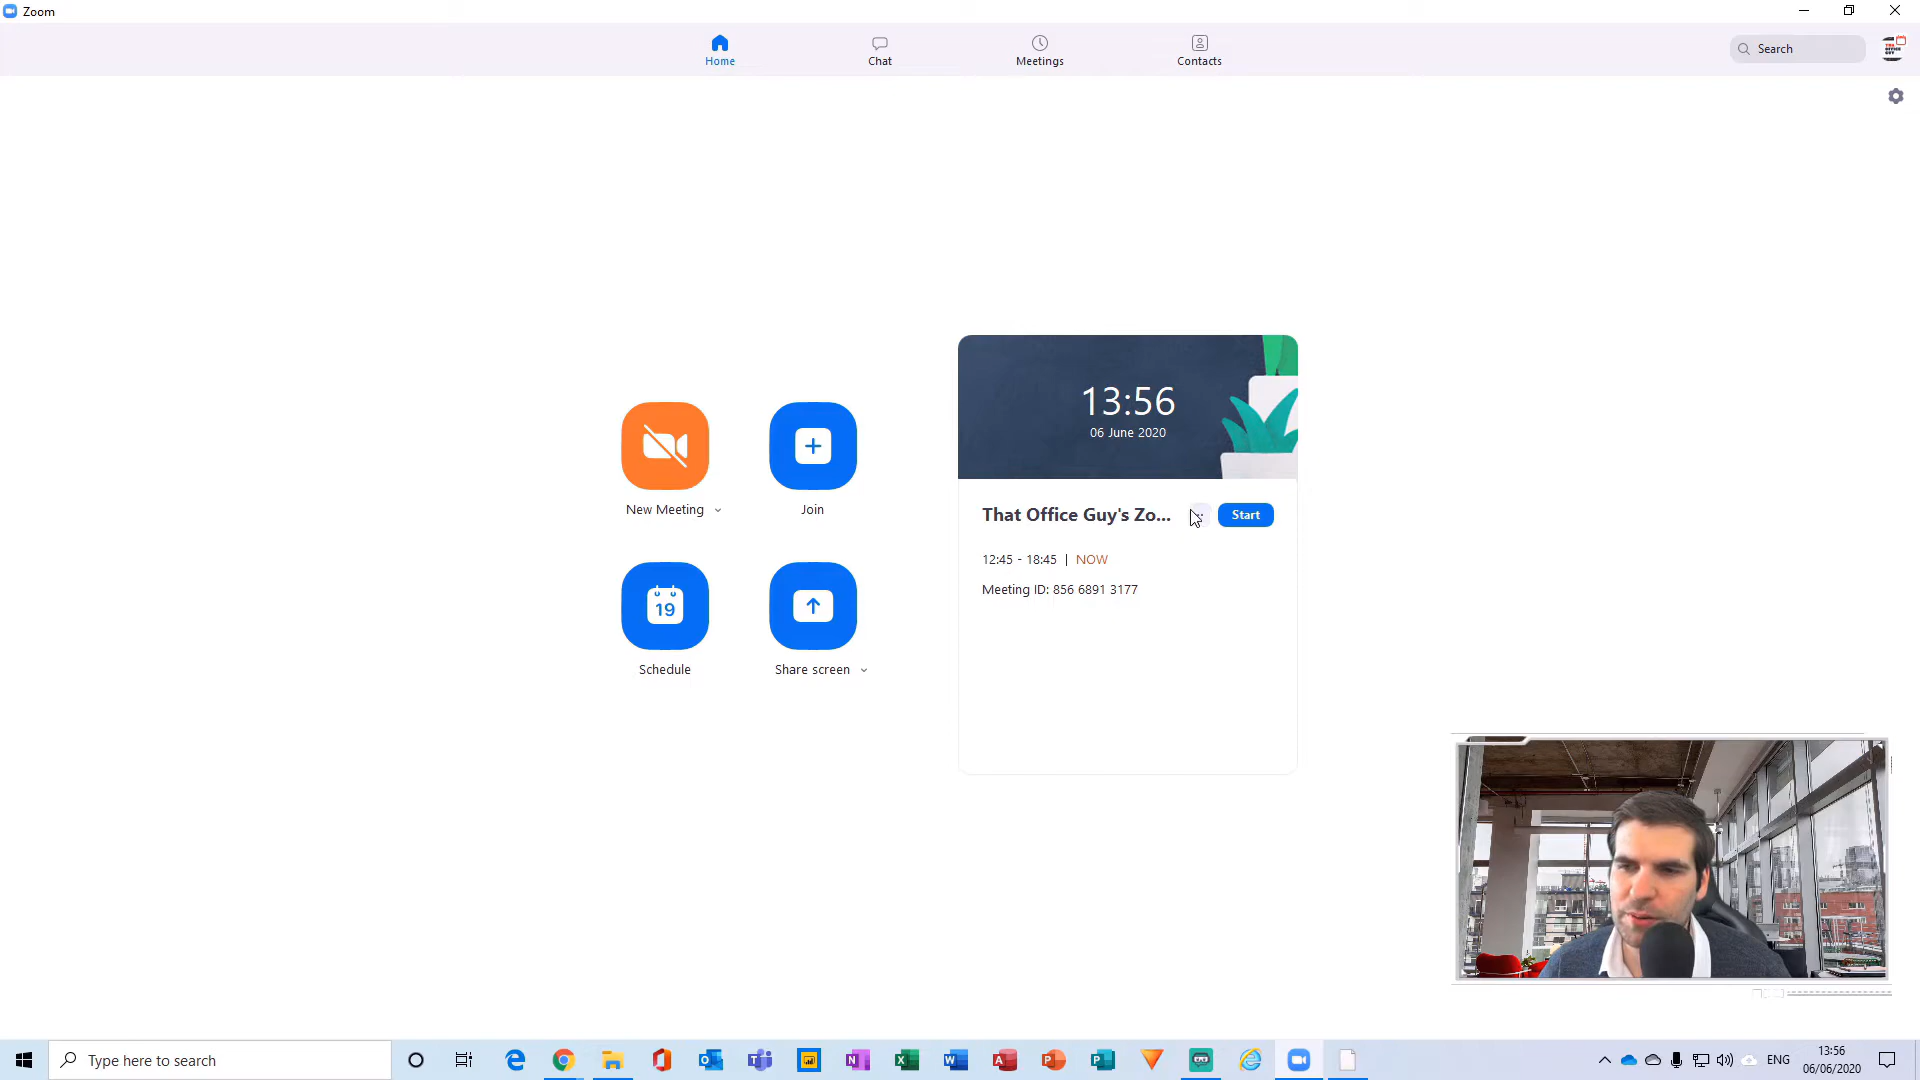 Zoom
Home
Chat
Meetings
Contacts
Search
13:56
06 June 2020
New Meeting
Join
That Office Guy's Zo...
Start
12:45 - 18:45 | NOW
Meeting ID: 856 6891 3177
19
Schedule
Share screen
Type here to search
ENG
13:56
06/06/2020